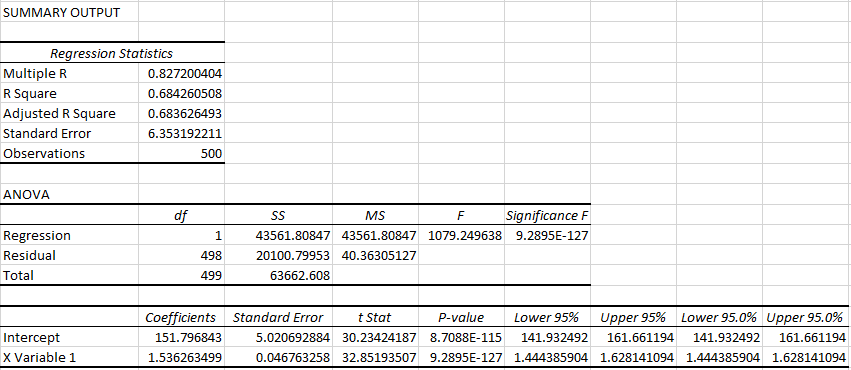 SUMMARY OUTPUT
Regression Statistics
Multiple R 0.827200404
R Square 0.684260508
Adjusted R Square 0.683626493
Standard Error 6.353192211
Observations 500
ANOVA
df SS MS F Significance F
Regression 1 43561.80847 43561.80847 1079.249638 9.2895E-127
Residual 498 20100.79953 40.36305127
Total 499 63662.608
Coefficients Standard Error t Stat P-value Lower 95% Upper 95% Lower 95.0% Upper 95.0%
Intercept 151.796843 5.020692884 30.23424187 8.7088E-115 141.932492 161.661194 141.932492 161.661194
X Variable 1 1.536263499 0.046763258 32.85193507 9.2895E-127 1.444385904 1.628141094 1.444385904 1.628141094